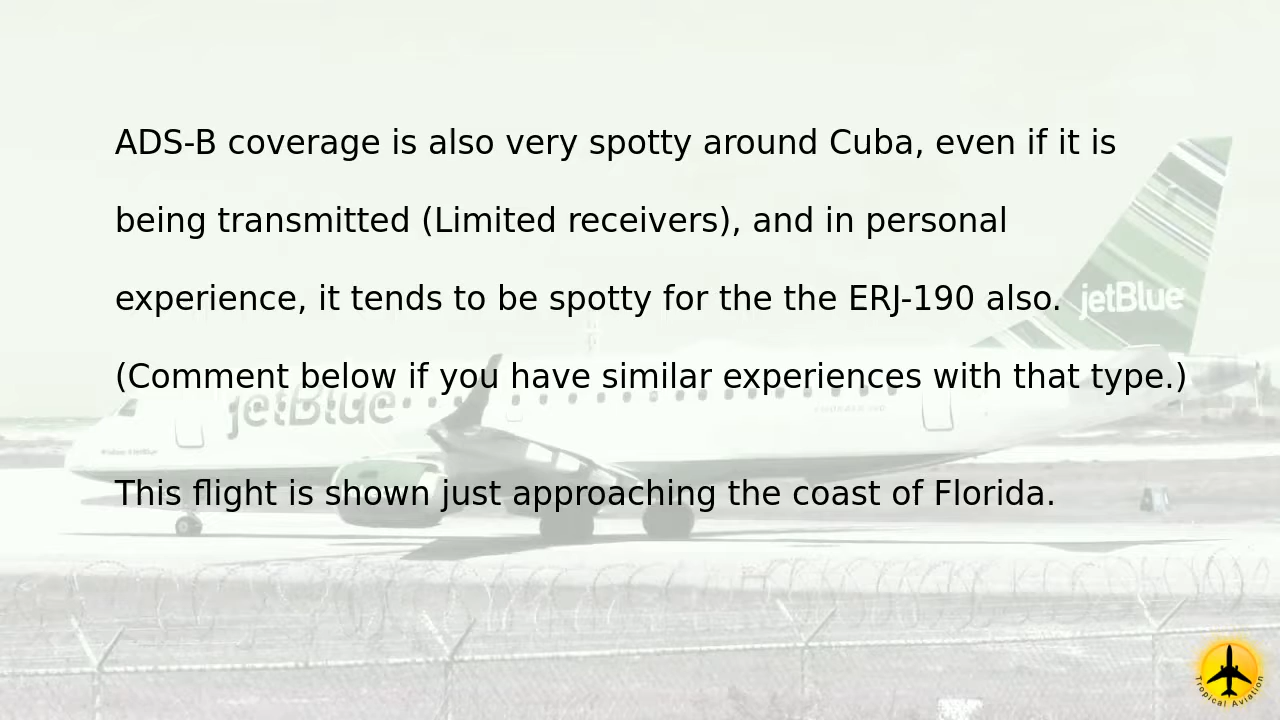 ADS-B coverage is also very spotty around Cuba, even if it is
being transmitted (Limited receivers), and in personal
experience, it tends to be spotty for the the ERJ-190 also.
(Comment below if you have similar experiences with that type.)
This flight is shown just approaching the coast of Florida.
jetBlue
jetBlue
Tropical Aviation